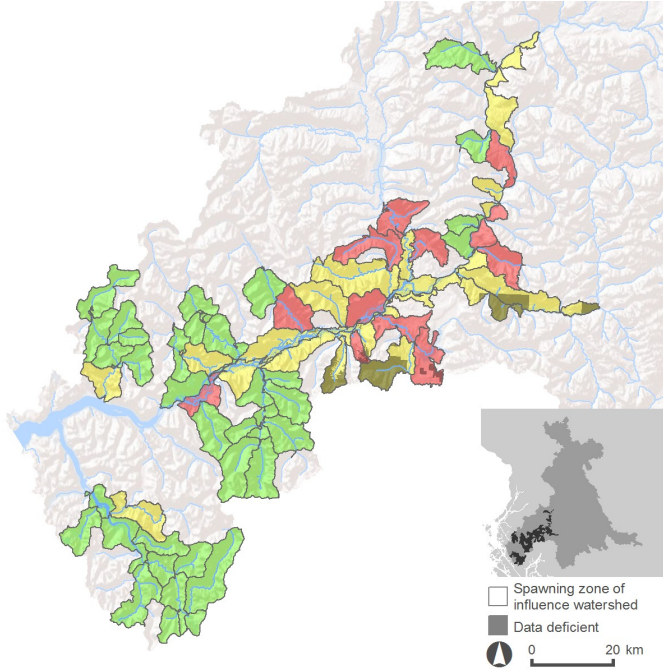 Spawning zone of
influence watershed
Data deficient
0 20 km